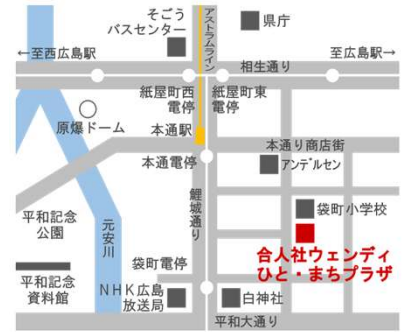 そごう
バスセンター
アストラムライン
県庁
←至西広島駅
至広島駅→
相生通り
紙屋町西
電停
紙屋町東
電停
原爆ドーム
本通駅
本通り商店街
本通電停
アンデルセン
鯉城通り
袋町小学校
平和記念
公園
元安川
合人社ウェンディ
ひと・まちプラザ
袋町電停
平和記念
資料館
NHK広島
放送局
白神社
平和大通り